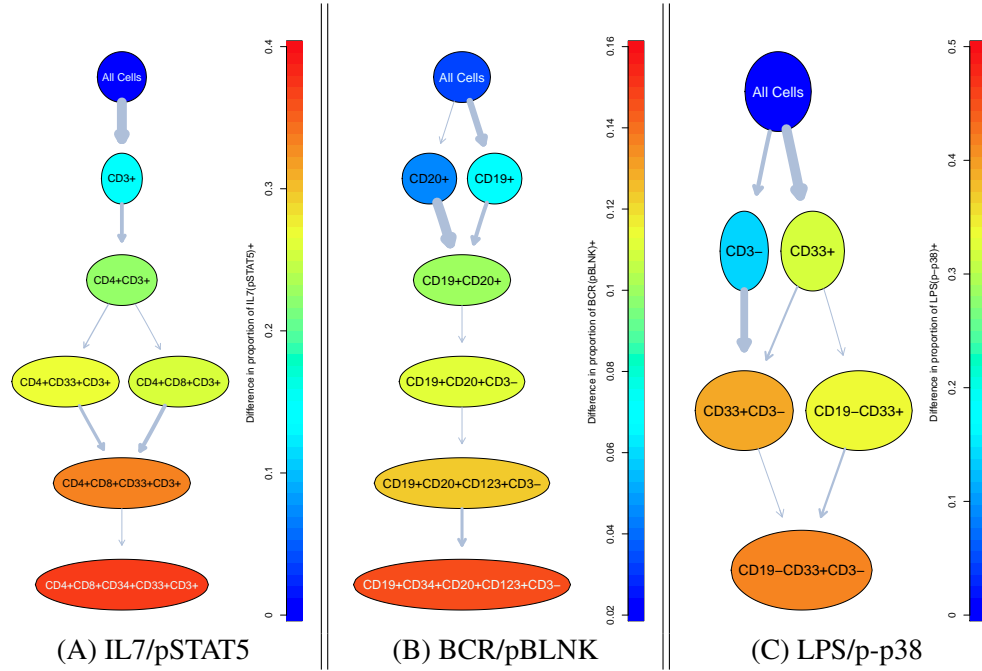 All Cells
CD3+
CD4+CD3+
CD4+CD33+CD3+
CD4+CD8+CD3+
CD4+CD8+CD33+CD3+
CD4+CD8+CD34+CD33+CD3+
0.4
0.3
0.2
0.1
0
Difference in proportion of IL7(pSTAT5)+
(A) IL7/pSTAT5
All Cells
CD20+
CD19+
CD19+CD20+
CD19+CD20+CD3−
CD19+CD20+CD123+CD3−
CD19+CD34+CD20+CD123+CD3−
0.16
0.14
0.12
0.1
0.08
0.06
0.04
0.02
Difference in proportion of BCR(pBLNK)+
(B) BCR/pBLNK
All Cells
CD3−
CD33+
CD33+CD3−
CD19−CD33+
CD19−CD33+CD3−
0.5
0.4
0.3
0.2
0.1
0
Difference in proportion of LPS(p−p38)+
(C) LPS/p-p38